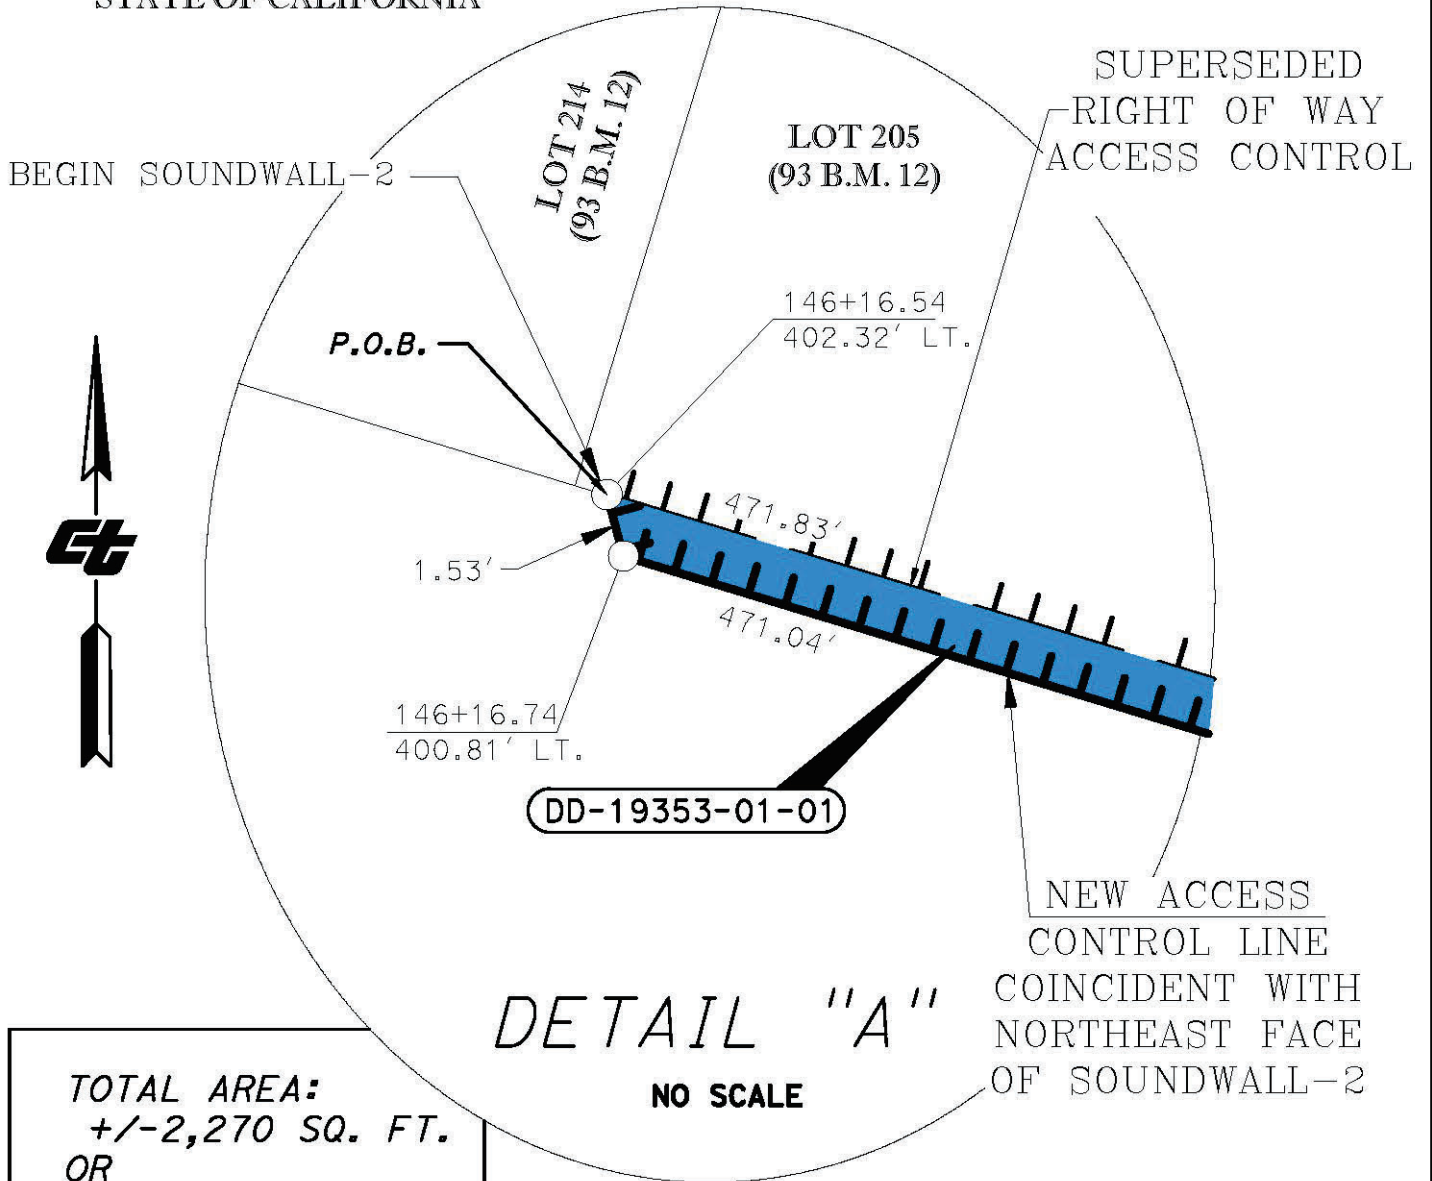 STATE OF CALIFORNIA
SUPERSEDED
RIGHT OF WAY
ACCESS CONTROL
LOT 214
(93 B.M. 12)
LOT 205
(93 B.M. 12)
BEGIN SOUNDWALL-2
146+16.54
402.32' LT.
P.O.B.
471.83'
1.53'
471.04'
146+16.74
400.81' LT.
DD-19353-01-01
NEW ACCESS
CONTROL LINE
COINCIDENT WITH
NORTHEAST FACE
OF SOUNDWALL-2
DETAIL "A"
NO SCALE
TOTAL AREA:
+/-2,270 SQ. FT.
OR